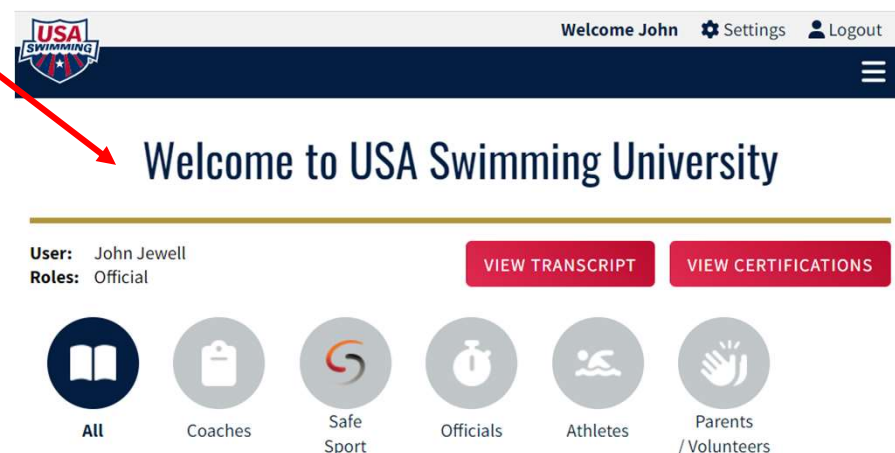 USA
SWIMMING
Welcome John Settings Logout
Welcome to USA Swimming University
User: John Jewell
Roles: Official
VIEW TRANSCRIPT VIEW CERTIFICATIONS
All
Coaches
Safe
Sport
Officials
Athletes
Parents
/ Volunteers